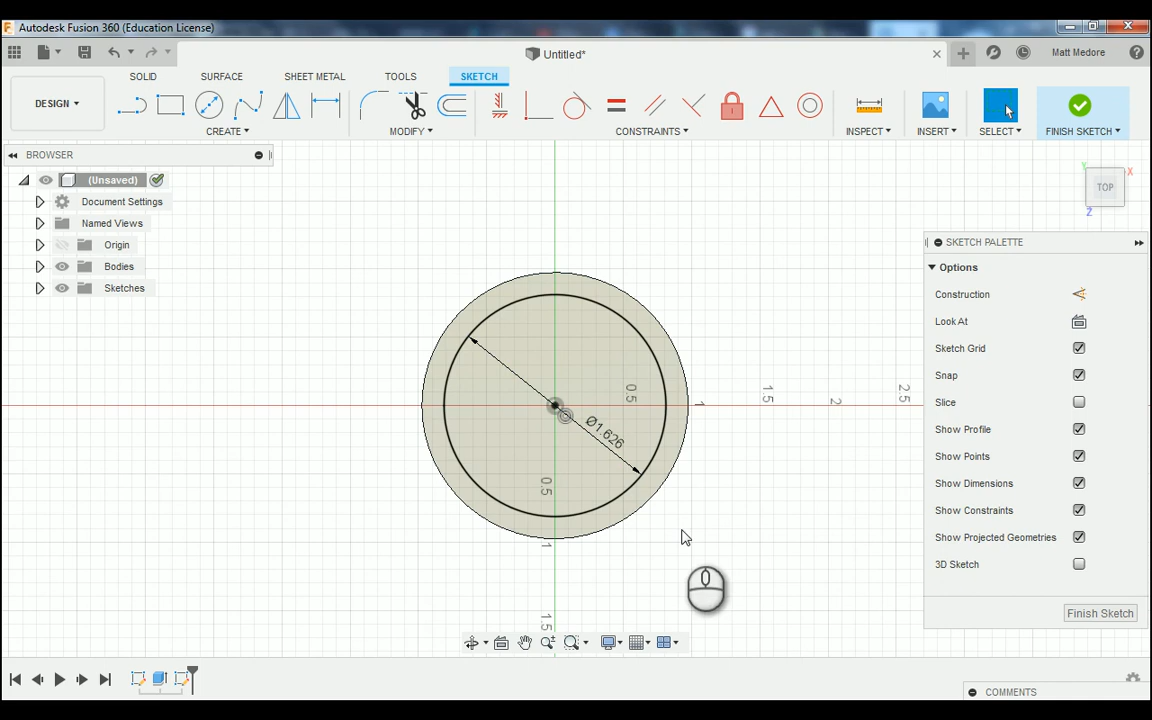 Autodesk Fusion 360 (Education License)
Untitled*
Matt Medore
SOLID SURFACE SHEET METAL TOOLS SKETCH
DESIGN
CREATE MODIFY CONSTRAINTS INSPECT INSERT SELECT FINISH SKETCH
BROWSER
(Unsaved)
Document Settings
Named Views
Origin
Bodies
Sketches
TOP
X
Y
Z
SKETCH PALETTE
Options
Construction
Look At
Sketch Grid
Snap
Slice
Show Profile
Show Points
Show Dimensions
Show Constraints
Show Projected Geometries
3D Sketch
Finish Sketch
0.5
1
1.5
2
2.5
Ø1.626
0.5
1
1.5
COMMENTS